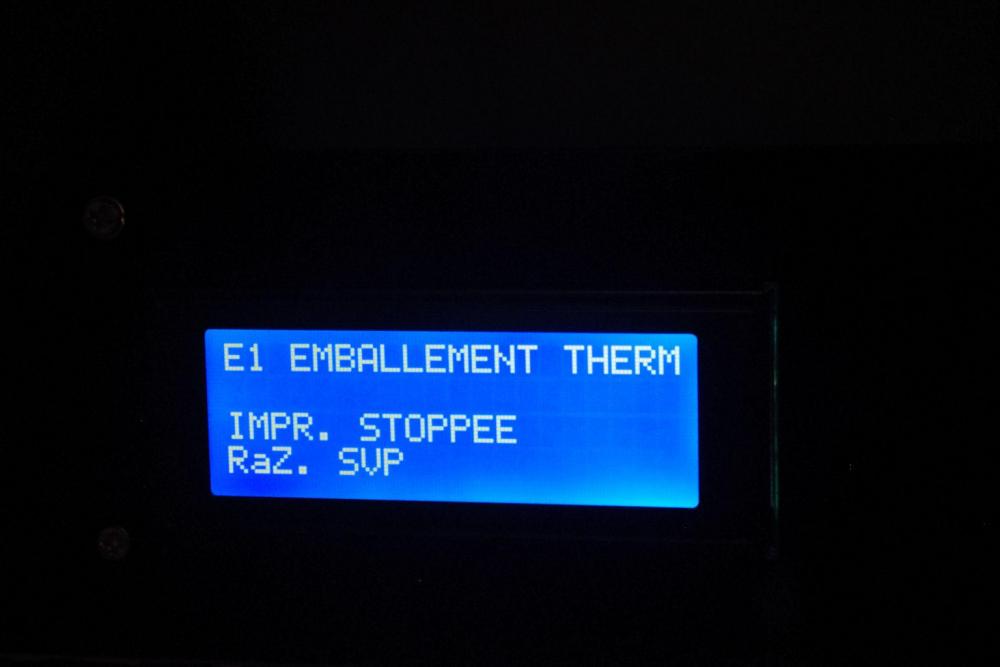 E1 EMBALLEMENT THERM
IMPR. STOPPEE
RaZ. SVP